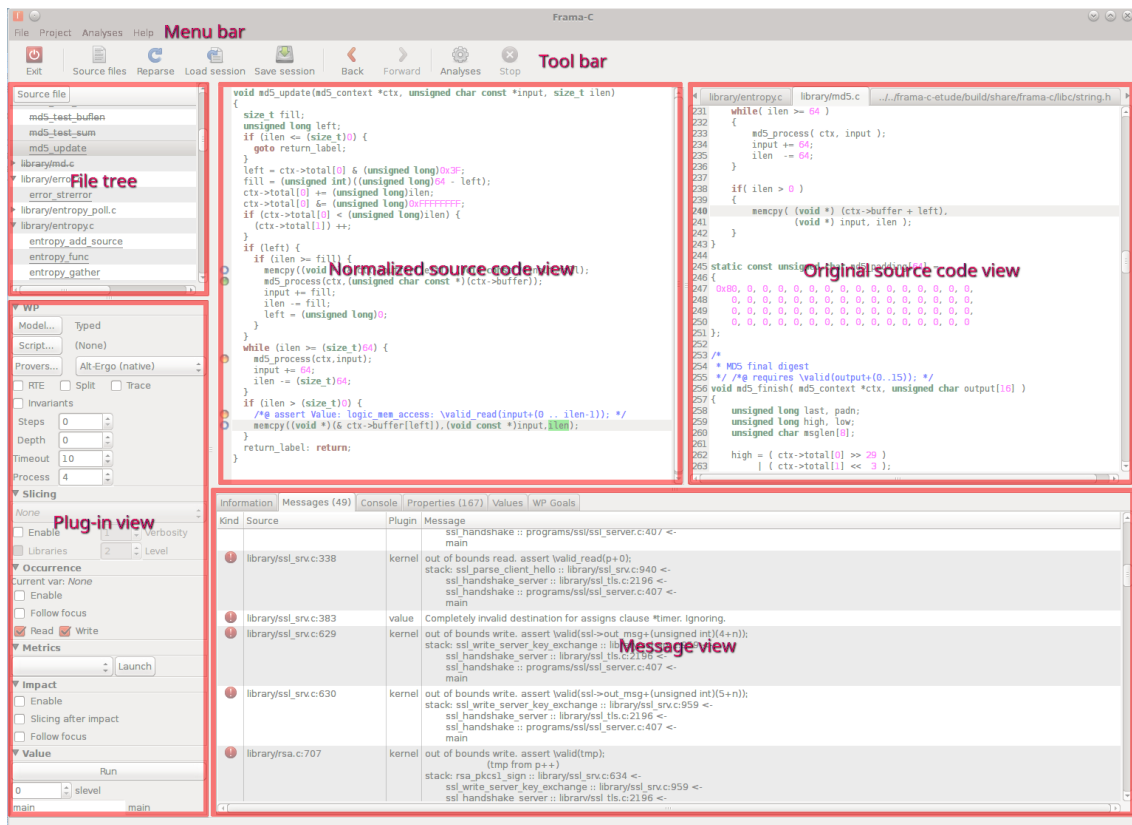 Frama-C
File Project Analyses Help Menu bar
Exit Source files Reparse Load session Save session Back Forward Analyses Stop Tool bar
Source file
md5_test_sum
md5_update
library/md.c
File tree
error_strerror
library/entropy_poll.c
library/entropy.c
entropy_add_source
entropy_func
entropy_gather
WP
Model... Typed
Script... (None)
Provers... Alt-Ergo (native)
RTE Split Trace
Invariants
Steps 0
Depth 0
Timeout 10
Process 4
Slicing
None
Plug-in view
Enable 1 Verbosity
Libraries 2 Level
Occurrence
Current var: None
Enable
Follow focus
Read Write
Metrics
Launch
Impact
Enable
Slicing after impact
Follow focus
Value
Run
0 slevel
main main
void md5_update(md5_context *ctx, unsigned char const *input, size_t ilen)
{
size_t fill;
unsigned long left;
if (ilen <= (size_t)0) {
goto return_label;
}
left = ctx->total[0] & (unsigned long)0x3F;
fill = (unsigned int)((unsigned long)64 - left);
ctx->total[0] += (unsigned long)ilen;
ctx->total[0] &= (unsigned long)0xFFFFFFFF;
if (ctx->total[0] < (unsigned long)ilen) {
(ctx->total[1]) ++;
}
if (left) {
if (ilen >= fill) {
Normalized source code view
md5_process(ctx,(unsigned char const *)(ctx->buffer));
input += fill;
ilen -= fill;
left = (unsigned long)0;
}
}
while (ilen >= (size_t)64) {
md5_process(ctx,input);
input += 64;
ilen -= (size_t)64;
}
if (ilen > (size_t)0) {
/*@ assert Value: logic_mem_access: \valid_read(input+(0 .. ilen-1)); */
memcpy((void *)(& ctx->buffer[left]),(void const *)input,ilen);
}
return_label: return;
}
library/entropy.c library/md5.c ../../frama-c-etude/build/share/frama-c/libc/string.h
231 while( ilen >= 64 )
232 {
233 md5_process( ctx, input );
234 input += 64;
235 ilen -= 64;
236 }
237
238 if( ilen > 0 )
239 {
240 memcpy( (void *) (ctx->buffer + left),
241 (void *) input, ilen );
242 }
243 }
244
245 static const unsigned char md5_padding[64] =
246 { Original source code view
247 0x80, 0, 0, 0, 0, 0, 0, 0, 0, 0, 0, 0, 0, 0, 0, 0,
248 0, 0, 0, 0, 0, 0, 0, 0, 0, 0, 0, 0, 0, 0, 0, 0,
249 0, 0, 0, 0, 0, 0, 0, 0, 0, 0, 0, 0, 0, 0, 0, 0,
250 0, 0, 0, 0, 0, 0, 0, 0, 0, 0, 0, 0, 0, 0, 0, 0
251 };
252
253 /*
254 * MD5 final digest
255 */ /*@ requires \valid(output+(0..15)); */
256 void md5_finish( md5_context *ctx, unsigned char output[16] )
257 {
258 unsigned long last, padn;
259 unsigned long high, low;
260 unsigned char msglen[8];
261
262 high = ( ctx->total[0] >> 29 )
263 | ( ctx->total[1] << 3 );
Information Messages (49) Console Properties (167) Values WP Goals
Kind Source Plugin Message
ssl_handshake :: programs/ssl/ssl_server.c:407 <-
main
library/ssl_srv.c:338 kernel out of bounds read. assert \valid_read(p+0);
stack: ssl_parse_client_hello :: library/ssl_srv.c:940 <-
ssl_handshake_server :: library/ssl_tls.c:2196 <-
ssl_handshake :: programs/ssl/ssl_server.c:407 <-
main
library/ssl_srv.c:383 value Completely invalid destination for assigns clause *timer. Ignoring.
library/ssl_srv.c:629 kernel out of bounds write. assert \valid(ssl->out_msg+(unsigned int)(4+n));
stack: ssl_write_server_key_exchange :: library/ssl_srv.c:959 <-
Message view
ssl_handshake_server :: library/ssl_tls.c:2196 <-
ssl_handshake :: programs/ssl/ssl_server.c:407 <-
main
library/ssl_srv.c:630 kernel out of bounds write. assert \valid(ssl->out_msg+(unsigned int)(5+n));
stack: ssl_write_server_key_exchange :: library/ssl_srv.c:959 <-
ssl_handshake_server :: library/ssl_tls.c:2196 <-
ssl_handshake :: programs/ssl/ssl_server.c:407 <-
main
library/rsa.c:707 kernel out of bounds write. assert \valid(tmp);
(tmp from p++)
stack: rsa_pkcs1_sign :: library/ssl_srv.c:634 <-
ssl_write_server_key_exchange :: library/ssl_srv.c:959 <-
ssl_handshake_server :: library/ssl_tls.c:2196 <-